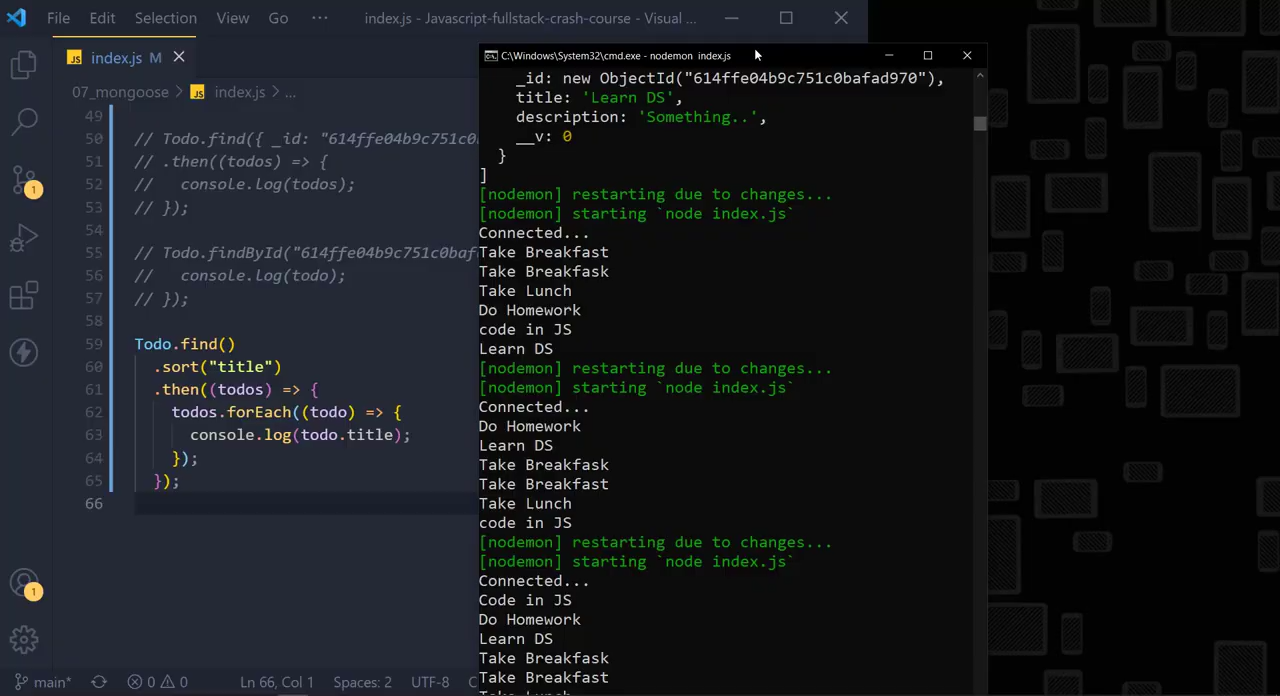 File Edit Selection View Go ··· index.js - Javascript-fullstack-crash-course - Visual ...
JS index.js M
07_mongoose > JS index.js > ...
49
50 // Todo.find({ _id: "614ffe04b9c751c0
51 // .then((todos) => {
52 //   console.log(todos);
53 // });
54
55 // Todo.findById("614ffe04b9c751c0baf
56 //   console.log(todo);
57 // });
58
59 Todo.find()
60   .sort("title")
61   .then((todos) => {
62     todos.forEach((todo) => {
63       console.log(todo.title);
64     });
65   });
66
1
1
main* 0 0 Ln 66, Col 1 Spaces: 2 UTF-8 C
C:\Windows\System32\cmd.exe - nodemon index.js
_id: new ObjectId("614ffe04b9c751c0bafad970"),
title: 'Learn DS',
description: 'Something..',
__v: 0
}
]
[nodemon] restarting due to changes...
[nodemon] starting `node index.js`
Connected...
Take Breakfast
Take Breakfask
Take Lunch
Do Homework
code in JS
Learn DS
[nodemon] restarting due to changes...
[nodemon] starting `node index.js`
Connected...
Do Homework
Learn DS
Take Breakfask
Take Breakfast
Take Lunch
code in JS
[nodemon] restarting due to changes...
[nodemon] starting `node index.js`
Connected...
Code in JS
Do Homework
Learn DS
Take Breakfask
Take Breakfast
Take Lunch